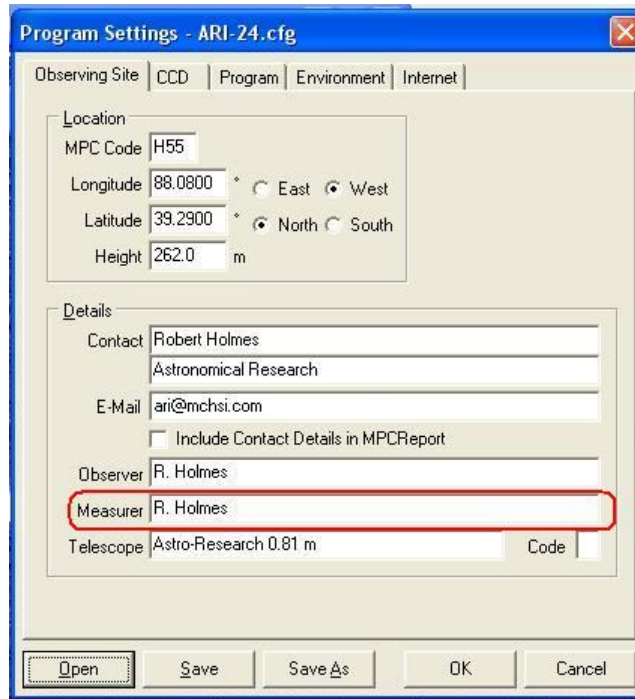 Program Settings - ARI-24.cfg
Observing Site CCD Program Environment Internet
Location
MPC Code H55
Longitude 88.0800 ° East West
Latitude 39.2900 ° North South
Height 262.0 m
Details
Contact Robert Holmes
Astronomical Research
E-Mail ari@mchsi.com
Include Contact Details in MPCReport
Observer R. Holmes
Measurer R. Holmes
Telescope Astro-Research 0.81 m Code
Open Save Save As OK Cancel